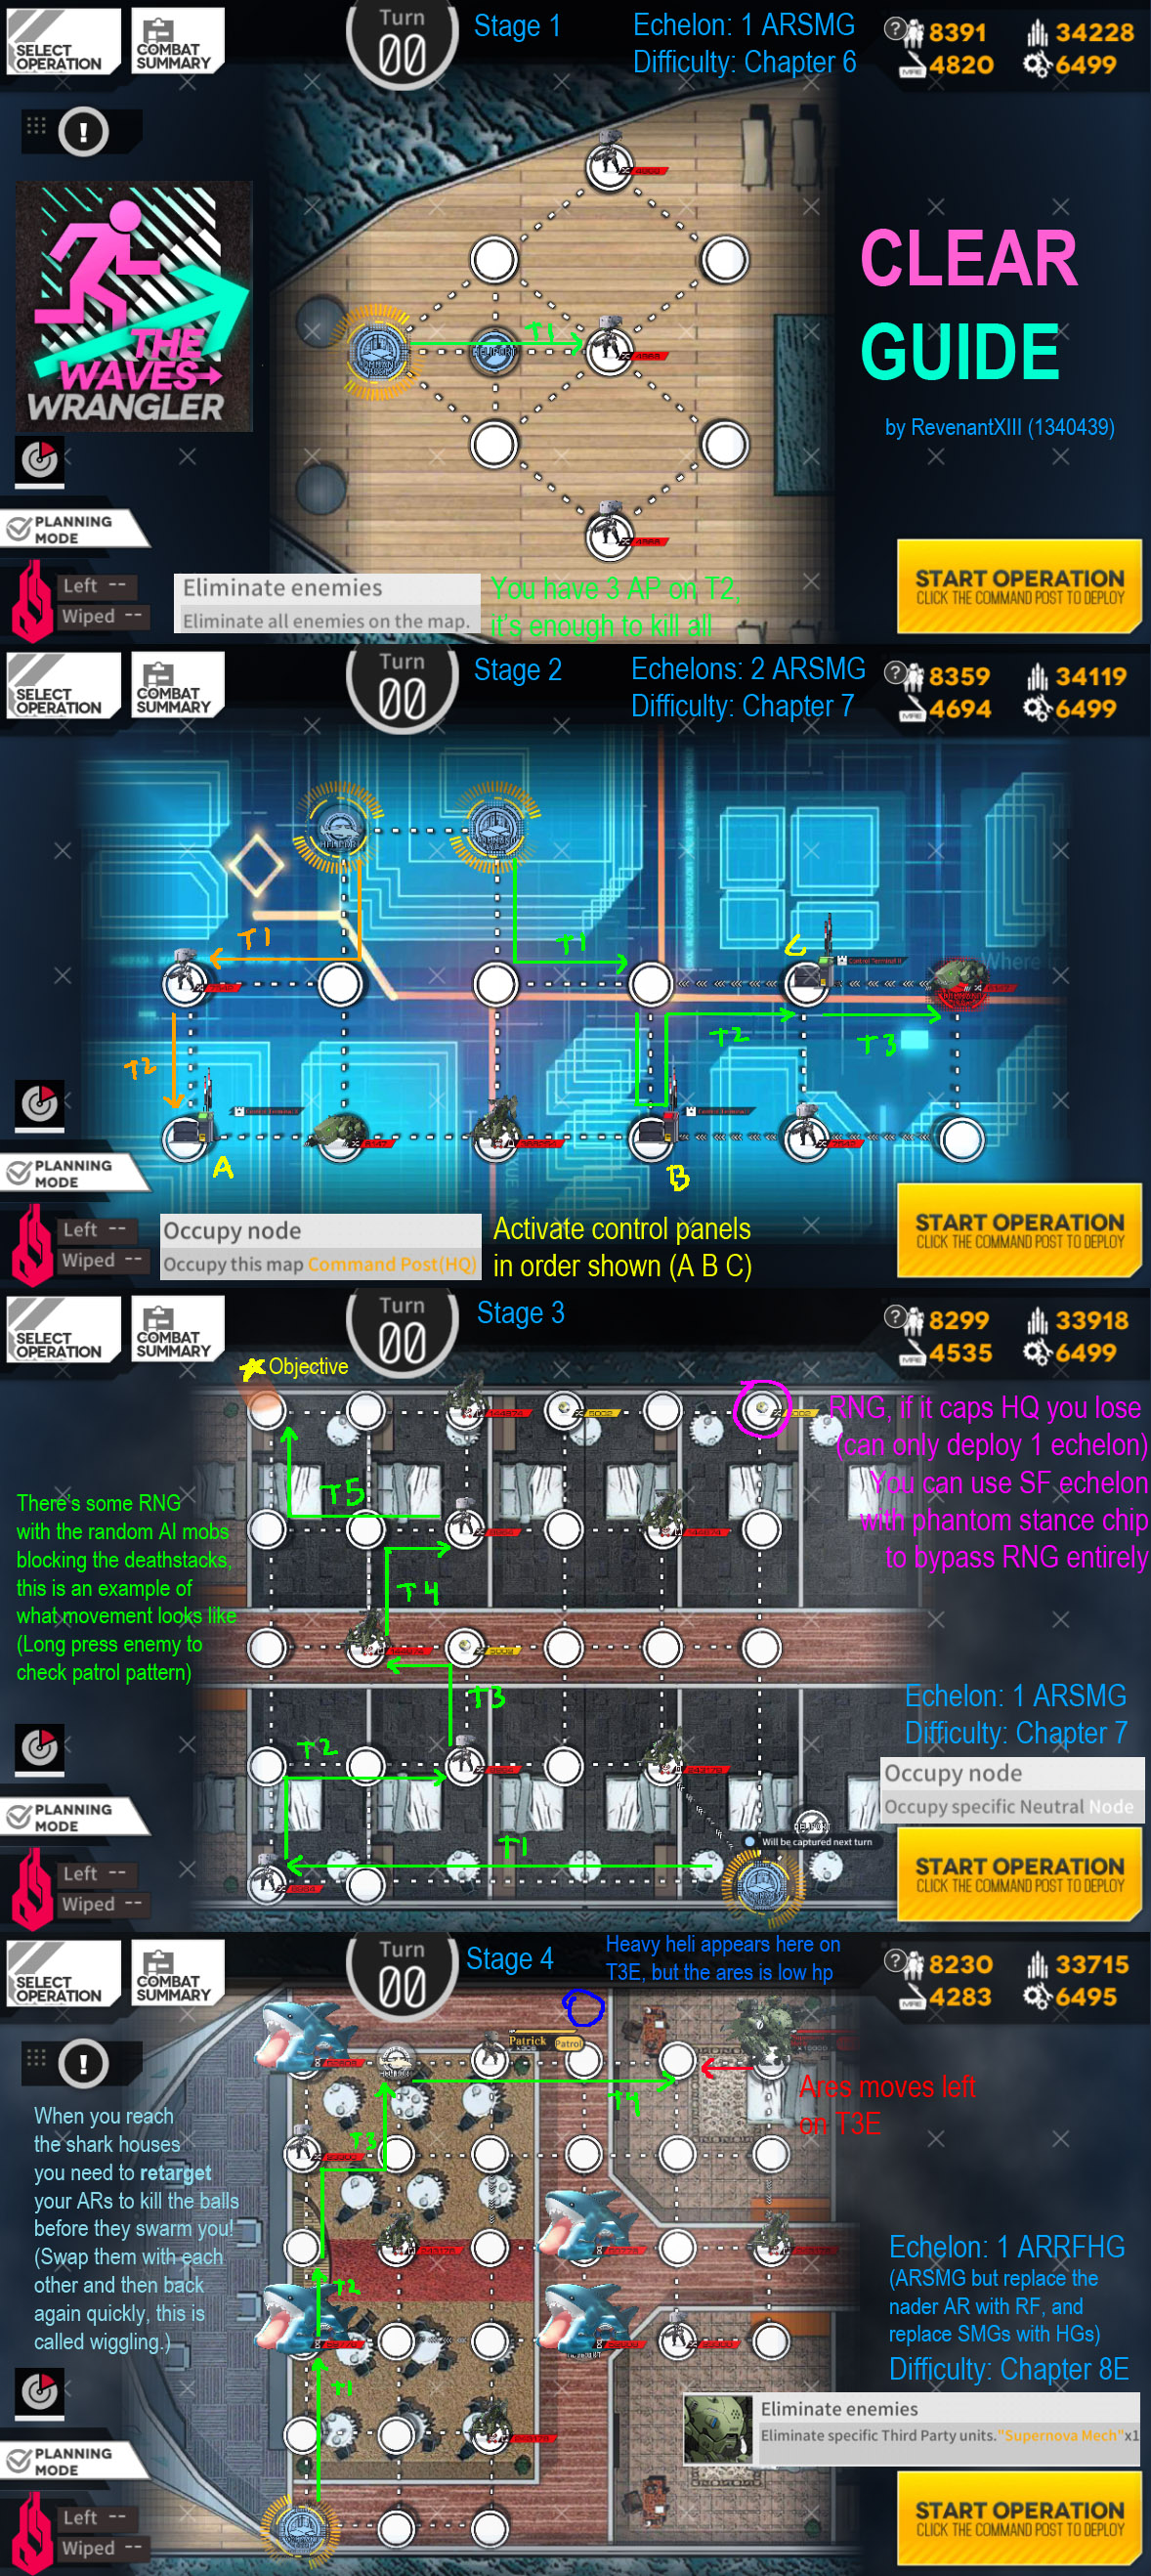 SELECT
OPERATION
COMBAT
SUMMARY
Turn
00
Stage 1
Echelon: 1 ARSMG
Difficulty: Chapter 6
8391
34228
4820
6499
THE
WAVES
WRANGLER
T1
CLEAR
GUIDE
by RevenantXIII (1340439)
PLANNING
MODE
Left --
Wiped --
Eliminate enemies
Eliminate all enemies on the map.
You have 3 AP on T2,
it's enough to kill all
START OPERATION
CLICK THE COMMAND POST TO DEPLOY
SELECT
OPERATION
COMBAT
SUMMARY
Turn
00
Stage 2
Echelons: 2 ARSMG
Difficulty: Chapter 7
8359
34119
4694
6499
T1
T1
C
T2
T2
T3
A
B
PLANNING
MODE
Left --
Wiped --
Occupy node
Occupy this map Command Post(HQ)
Activate control panels
in order shown (A B C)
START OPERATION
CLICK THE COMMAND POST TO DEPLOY
SELECT
OPERATION
COMBAT
SUMMARY
Turn
00
Stage 3
8299
33918
4535
6499
Objective
RNG, if it caps HQ you lose
(can only deploy 1 echelon)
You can use SF echelon
with phantom stance chip
to bypass RNG entirely
T5
There's some RNG
with the random AI mobs
blocking the deathstacks,
this is an example of
what movement looks like
(Long press enemy to
check patrol pattern)
T4
T3
T2
T1
Echelon: 1 ARSMG
Difficulty: Chapter 7
Occupy node
Occupy specific Neutral Node
Will be captured next turn
PLANNING
MODE
Left --
Wiped --
START OPERATION
CLICK THE COMMAND POST TO DEPLOY
SELECT
OPERATION
COMBAT
SUMMARY
Turn
00
Stage 4
Heavy heli appears here on
T3E, but the ares is low hp
8230
33715
4283
6495
Patrick
Patrol
T4
Ares moves left
on T3E
T3
When you reach
the shark houses
you need to retarget
your ARs to kill the balls
before they swarm you!
(Swap them with each
other and then back
again quickly, this is
called wiggling.)
T2
T1
Echelon: 1 ARRFHG
(ARSMG but replace the
nader AR with RF, and
replace SMGs with HGs)
Difficulty: Chapter 8E
Eliminate enemies
Eliminate specific Third Party units."Supernova Mech"x1
PLANNING
MODE
Left --
Wiped --
START OPERATION
CLICK THE COMMAND POST TO DEPLOY